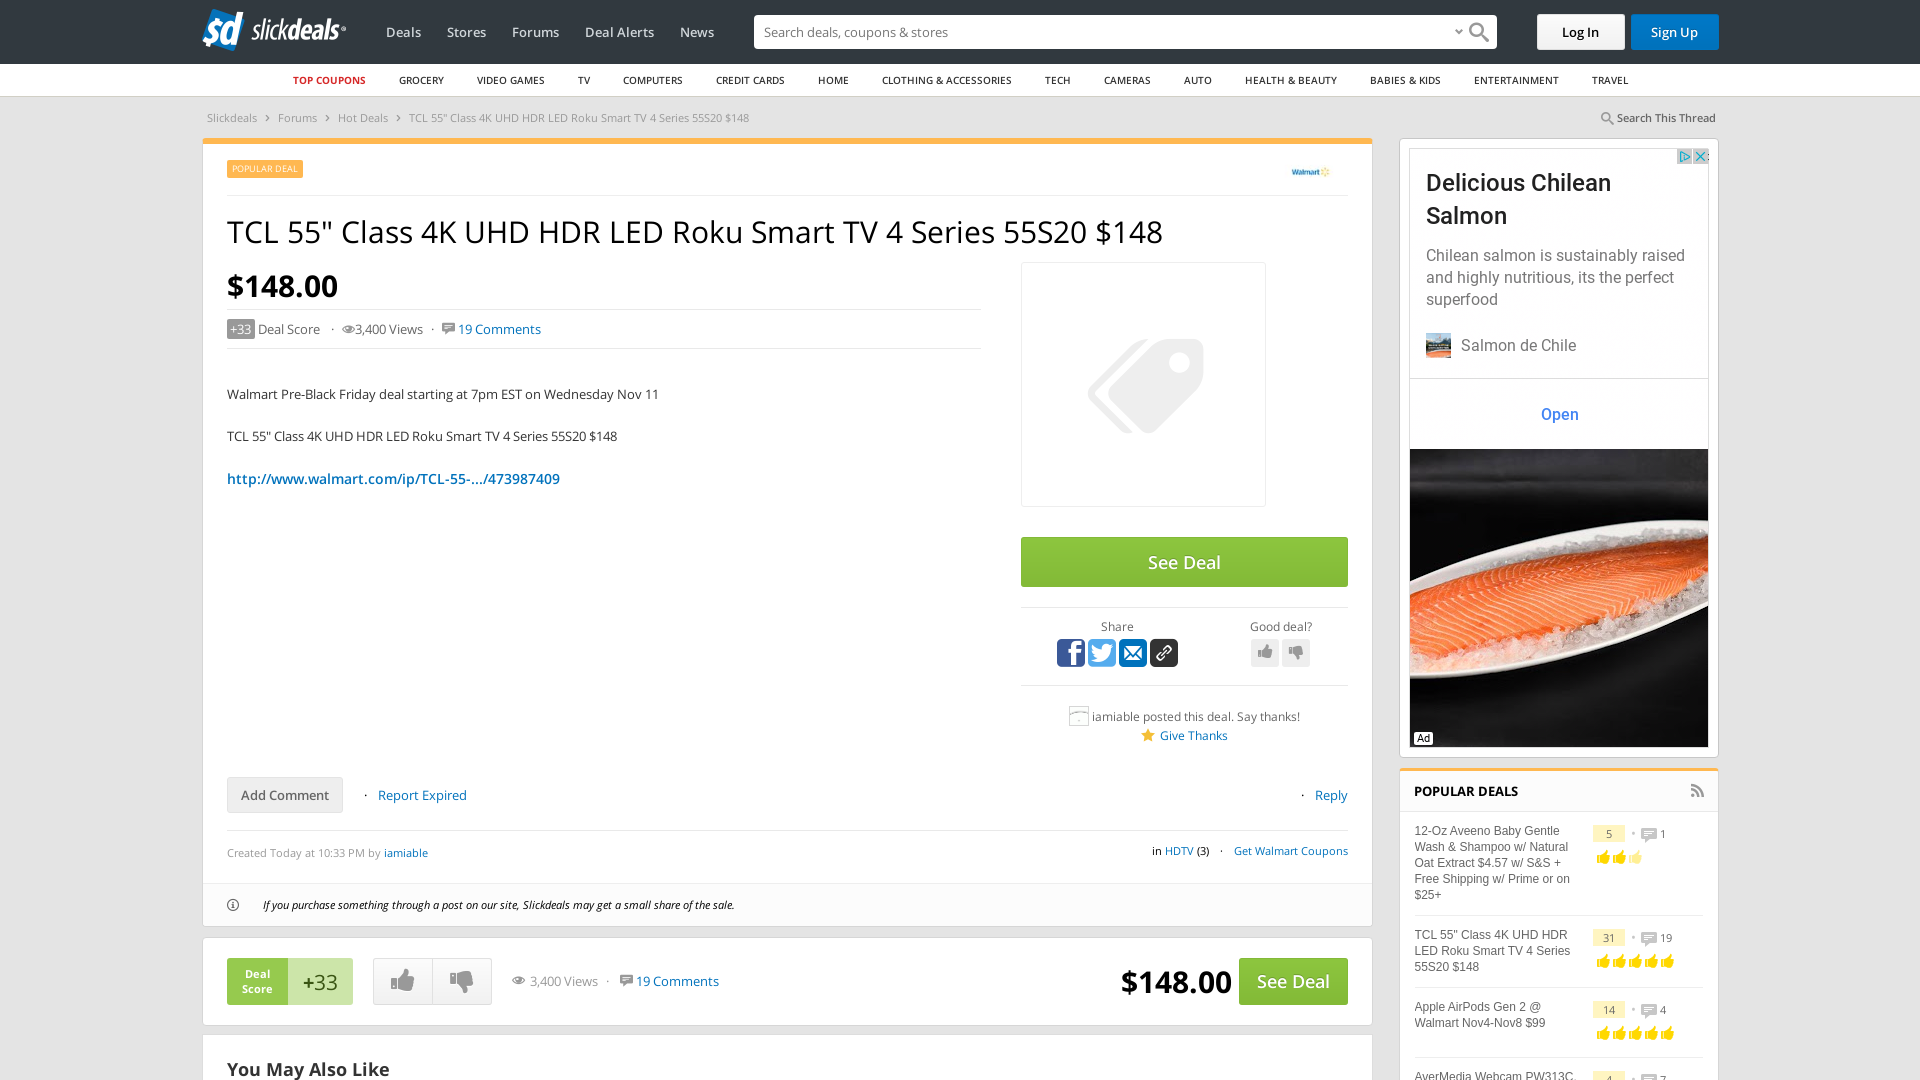 slickdeals
Deals
Stores
Forums
Deal Alerts
News
Search deals, coupons & stores
Log In
Sign Up
TOP COUPONS
GROCERY
VIDEO GAMES
TV
COMPUTERS
CREDIT CARDS
HOME
CLOTHING & ACCESSORIES
TECH
CAMERAS
AUTO
HEALTH & BEAUTY
BABIES & KIDS
ENTERTAINMENT
TRAVEL
Slickdeals › Forums › Hot Deals › TCL 55" Class 4K UHD HDR LED Roku Smart TV 4 Series 55S20 $148
Search This Thread
POPULAR DEAL
Walmart
TCL 55" Class 4K UHD HDR LED Roku Smart TV 4 Series 55S20 $148
$148.00
+33 Deal Score · 3,400 Views · 19 Comments
Walmart Pre-Black Friday deal starting at 7pm EST on Wednesday Nov 11
TCL 55" Class 4K UHD HDR LED Roku Smart TV 4 Series 55S20 $148
http://www.walmart.com/ip/TCL-55-.../473987409
See Deal
Share
Good deal?
iamiable posted this deal. Say thanks!
Give Thanks
Add Comment
· Report Expired
· Reply
Created Today at 10:33 PM by iamiable
in HDTV (3) · Get Walmart Coupons
If you purchase something through a post on our site, Slickdeals may get a small share of the sale.
Deal
Score
+33
3,400 Views · 19 Comments
$148.00
See Deal
You May Also Like
Delicious Chilean
Salmon
Chilean salmon is sustainably raised
and highly nutritious, its the perfect
superfood
Salmon de Chile
Open
Ad
POPULAR DEALS
12-Oz Aveeno Baby Gentle
Wash & Shampoo w/ Natural
Oat Extract $4.57 w/ S&S +
Free Shipping w/ Prime or on
$25+
5 • 1
TCL 55" Class 4K UHD HDR
LED Roku Smart TV 4 Series
55S20 $148
31 • 19
Apple AirPods Gen 2 @
Walmart Nov4-Nov8 $99
14 • 4
AverMedia Webcam PW313C,
4 • 7